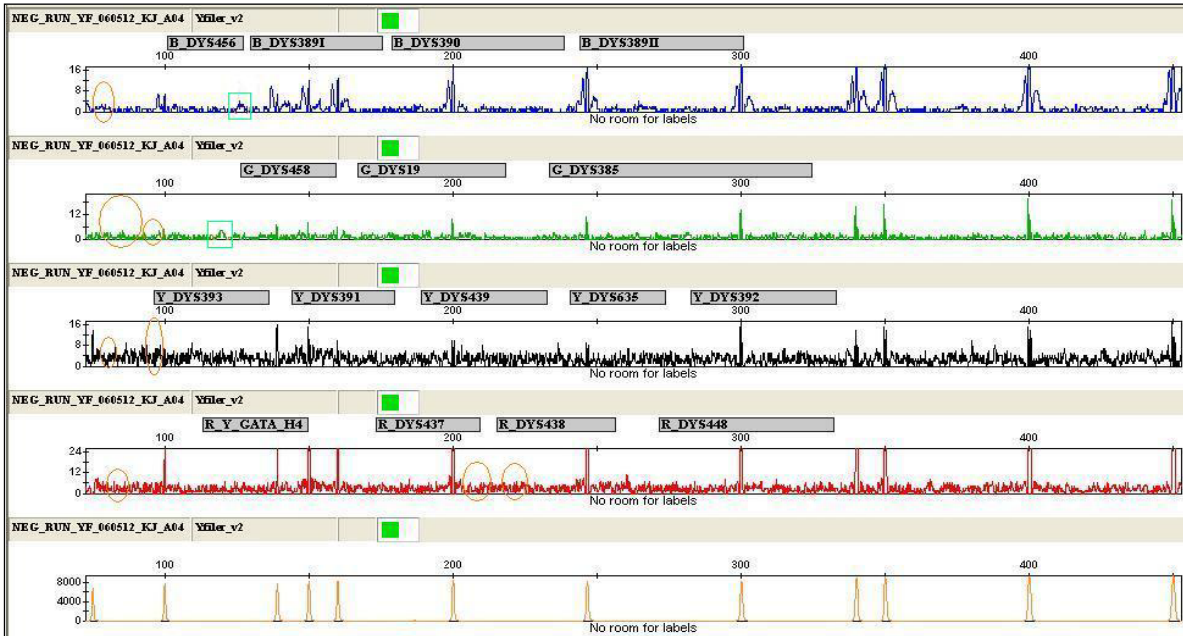 NEG_RUN_YF_060512_KJ_A04 Yfiler_v2
B_DYS456 B_DYS389I B_DYS390 B_DYS389II
100 200 300 400
16
8
0
No room for labels
NEG_RUN_YF_060512_KJ_A04 Yfiler_v2
G_DYS458 G_DYS19 G_DYS385
100 200 300 400
12
0
No room for labels
NEG_RUN_YF_060512_KJ_A04 Yfiler_v2
Y_DYS393 Y_DYS391 Y_DYS439 Y_DYS635 Y_DYS392
100 200 300 400
16
8
0
No room for labels
NEG_RUN_YF_060512_KJ_A04 Yfiler_v2
R_Y_GATA_H4 R_DYS437 R_DYS438 R_DYS448
100 200 300 400
24
12
0
No room for labels
NEG_RUN_YF_060512_KJ_A04 Yfiler_v2
100 200 300 400
8000
4000
0
No room for labels